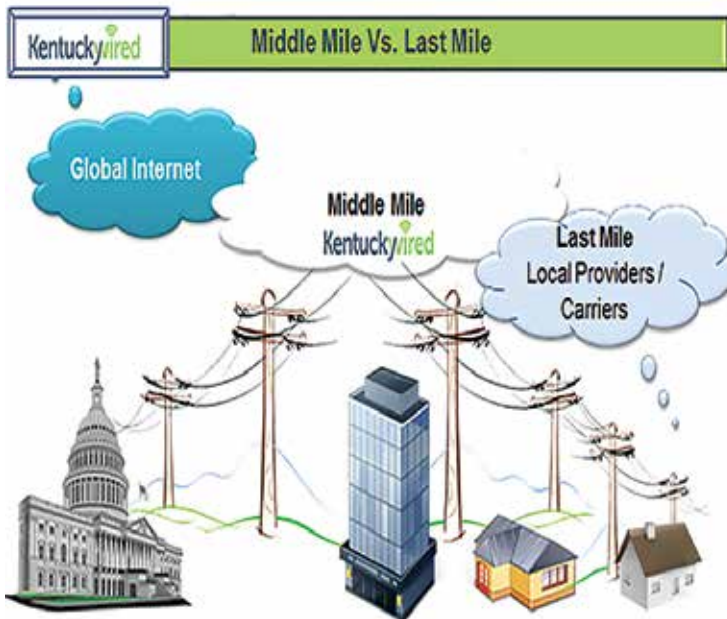 Kentuckywired
Middle Mile Vs. Last Mile
Global Internet
Middle Mile
Kentuckywired
Last Mile
Local Providers /
Carriers